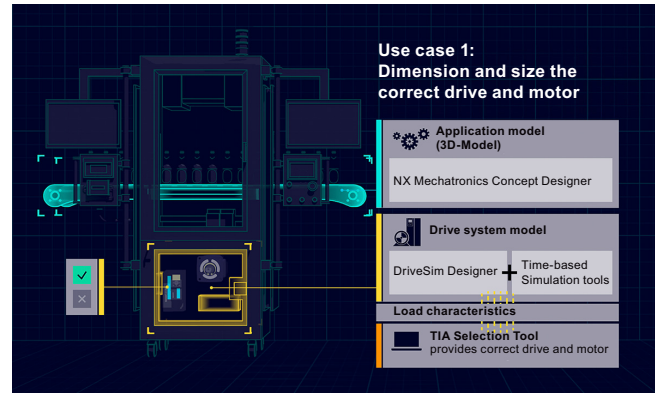 Use case 1:
Dimension and size the
correct drive and motor
Application model
(3D-Model)
NX Mechatronics Concept Designer
Drive system model
DriveSim Designer
+
Time-based
Simulation tools
Load characteristics
TIA Selection Tool
provides correct drive and motor